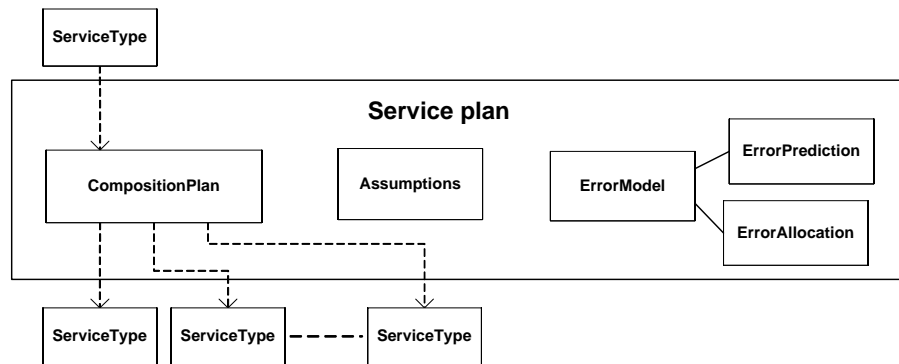 ServiceType
Service plan
CompositionPlan
Assumptions
ErrorModel
ErrorPrediction
ErrorAllocation
ServiceType
ServiceType
ServiceType